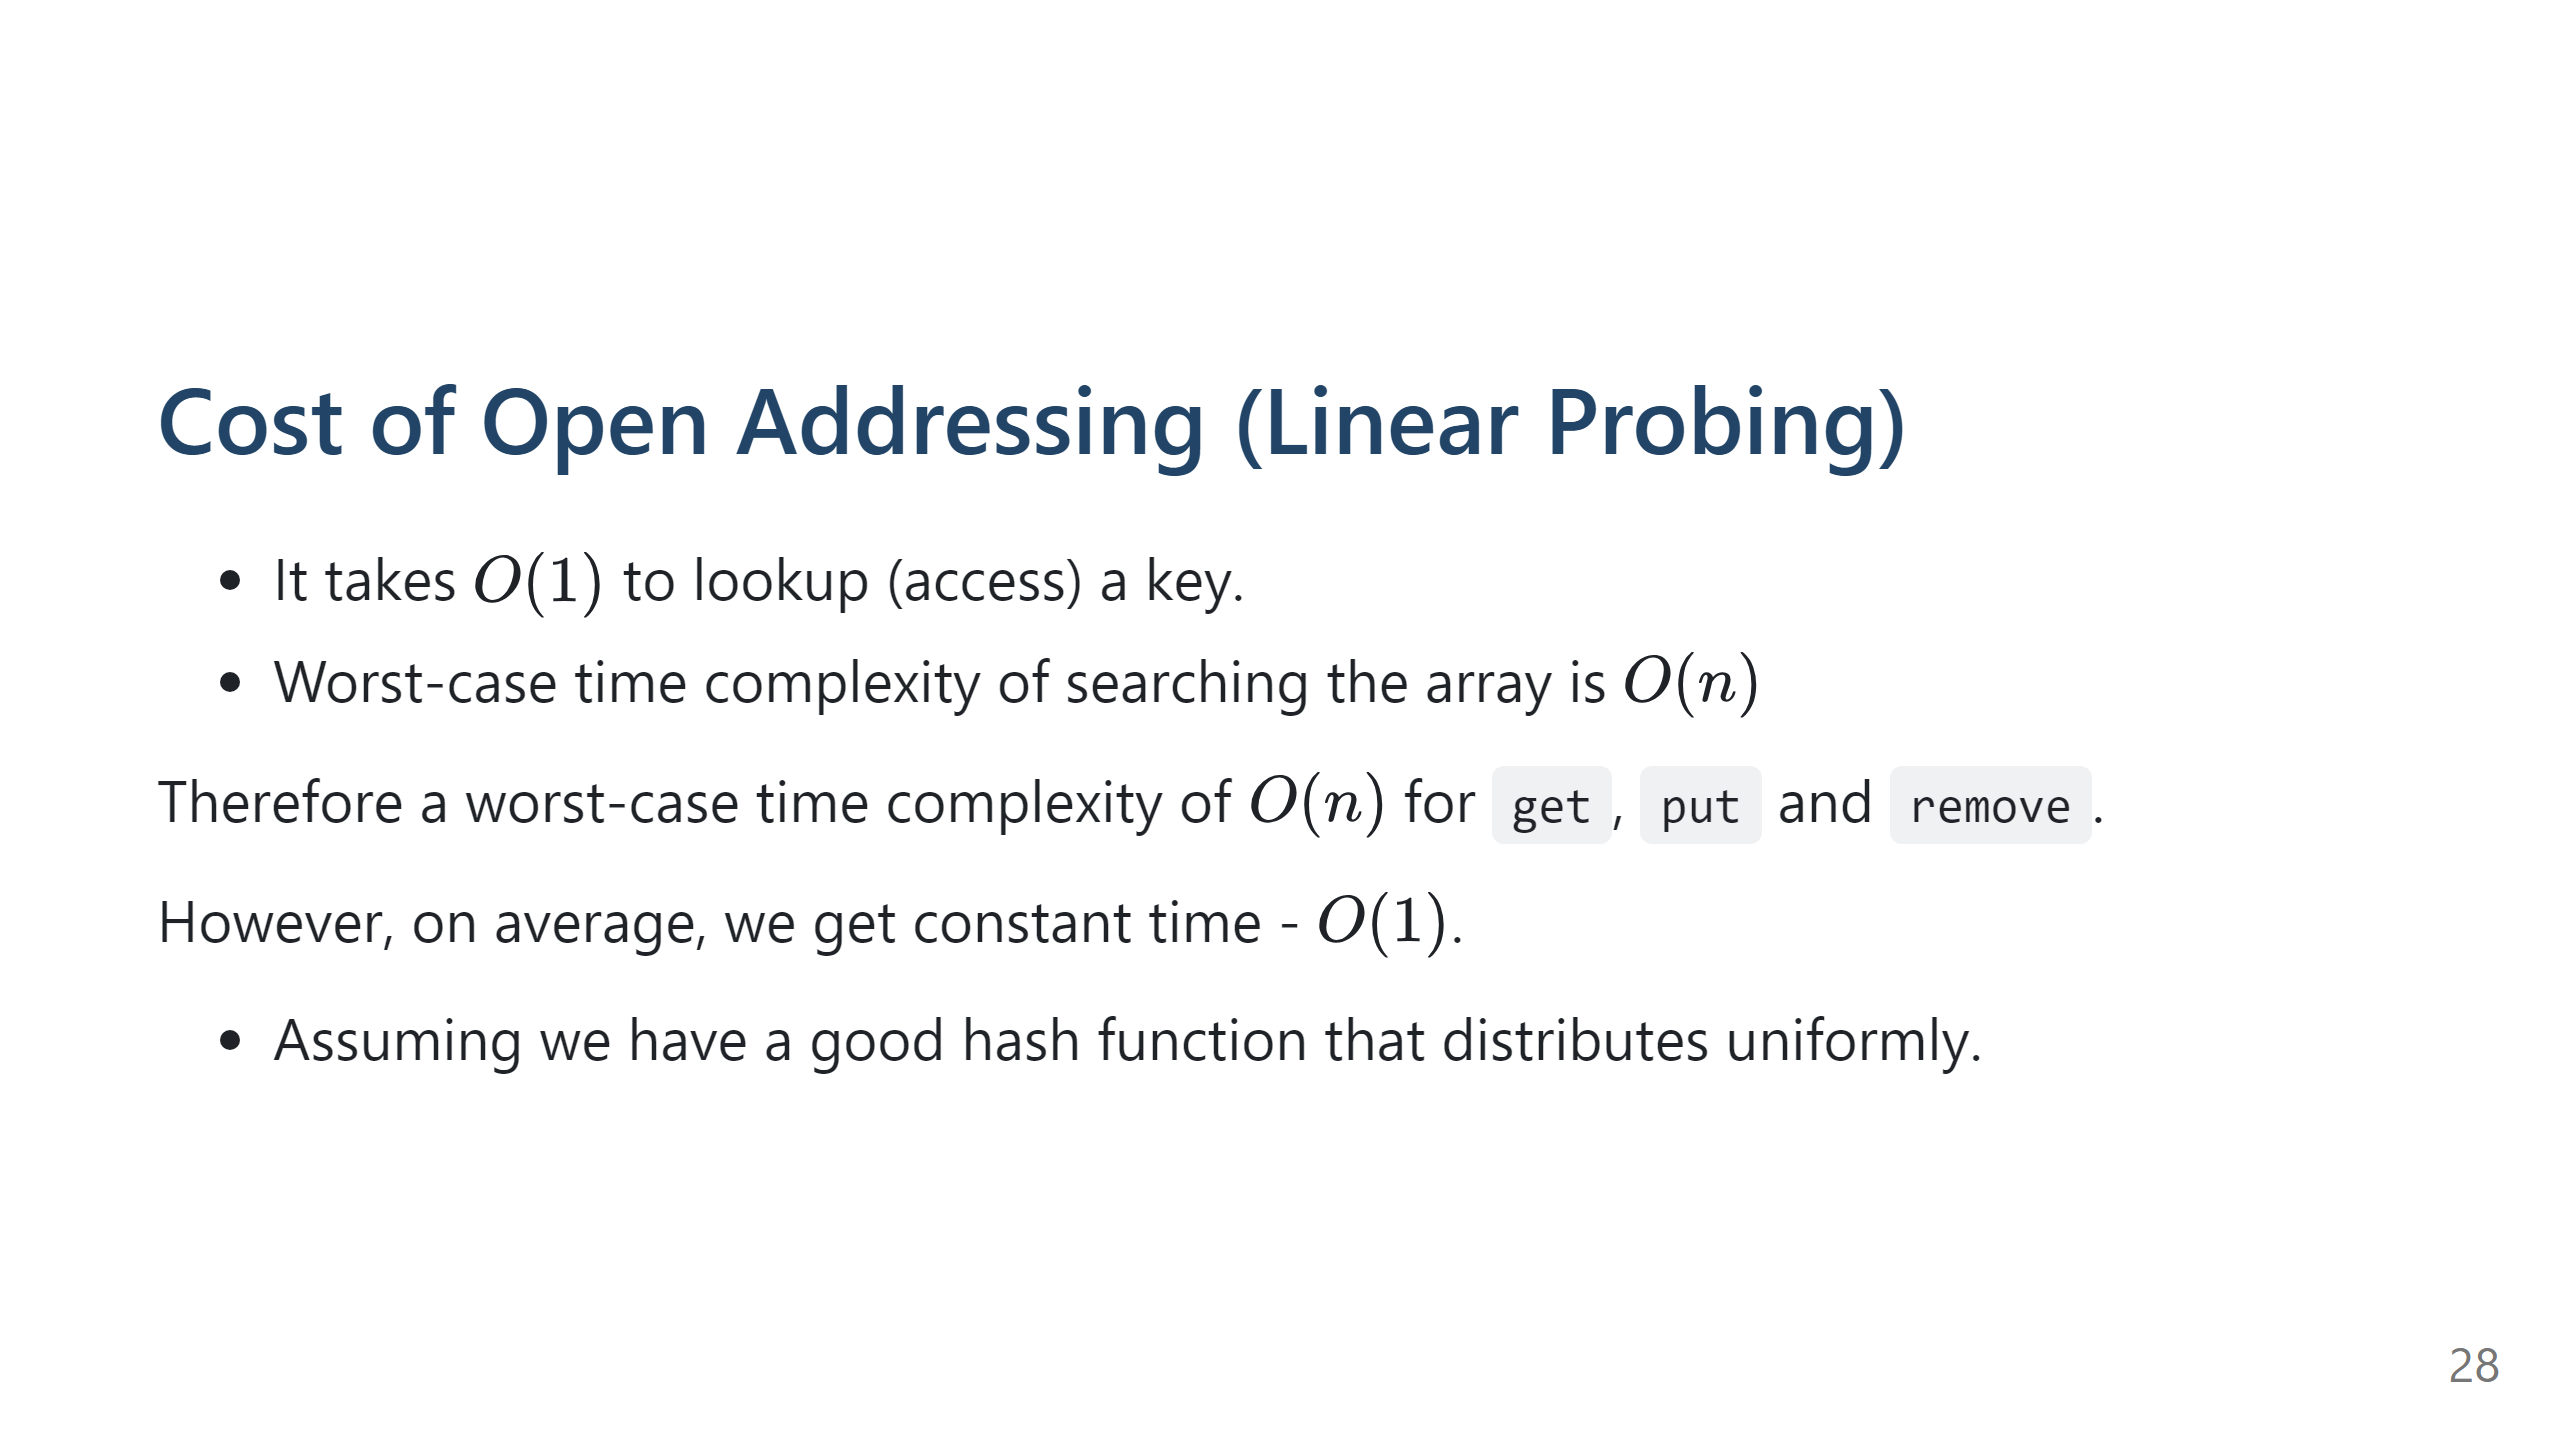 Cost of Open Addressing (Linear Probing)
• It takes O(1) to lookup (access) a key.
• Worst-case time complexity of searching the array is O(n)
Therefore a worst-case time complexity of O(n) for get, put and remove.
However, on average, we get constant time - O(1).
• Assuming we have a good hash function that distributes uniformly.
28